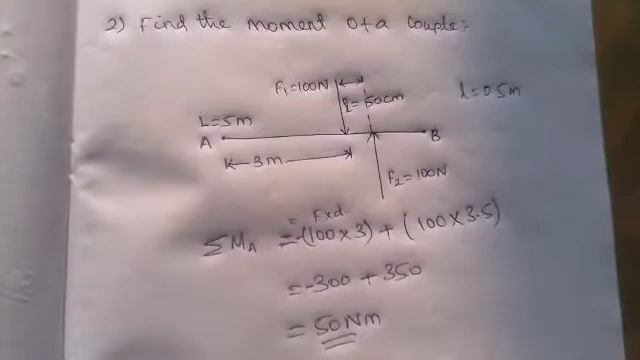 2) Find the moment of a couple:
F1=100N
l=50cm
l=0.5m
L=5m
A
B
3m
F2=100N
= F×d
ΣMA = -(100×3) + (100×3.5)
= -300 + 350
= 50Nm